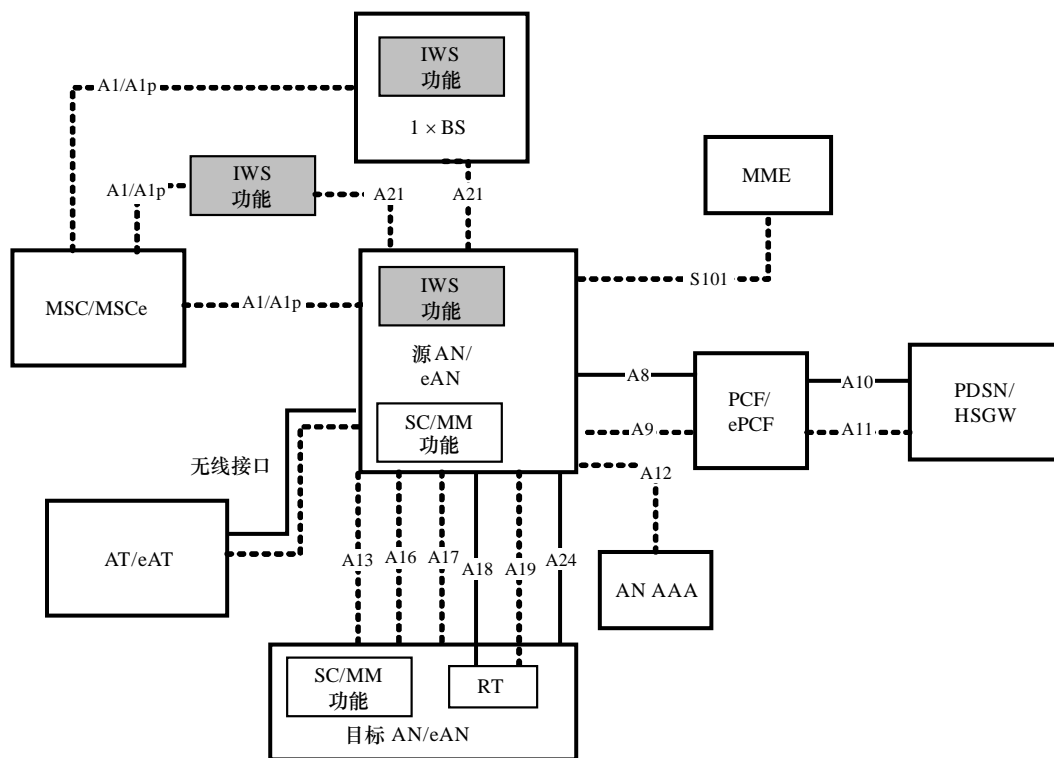 IWS
功能
A1/A1p
1 × BS
IWS
功能
A1/A1p
A21
A21
MME
MSC/MSCe
A1/A1p
IWS
功能
S101
源 AN/
eAN
A8
PCF/
ePCF
A10
PDSN/
HSGW
SC/MM
功能
A9
A11
无线接口
A12
AT/eAT
A13
A16
A17
A18
A19
A24
AN AAA
SC/MM
功能
RT
目标 AN/eAN